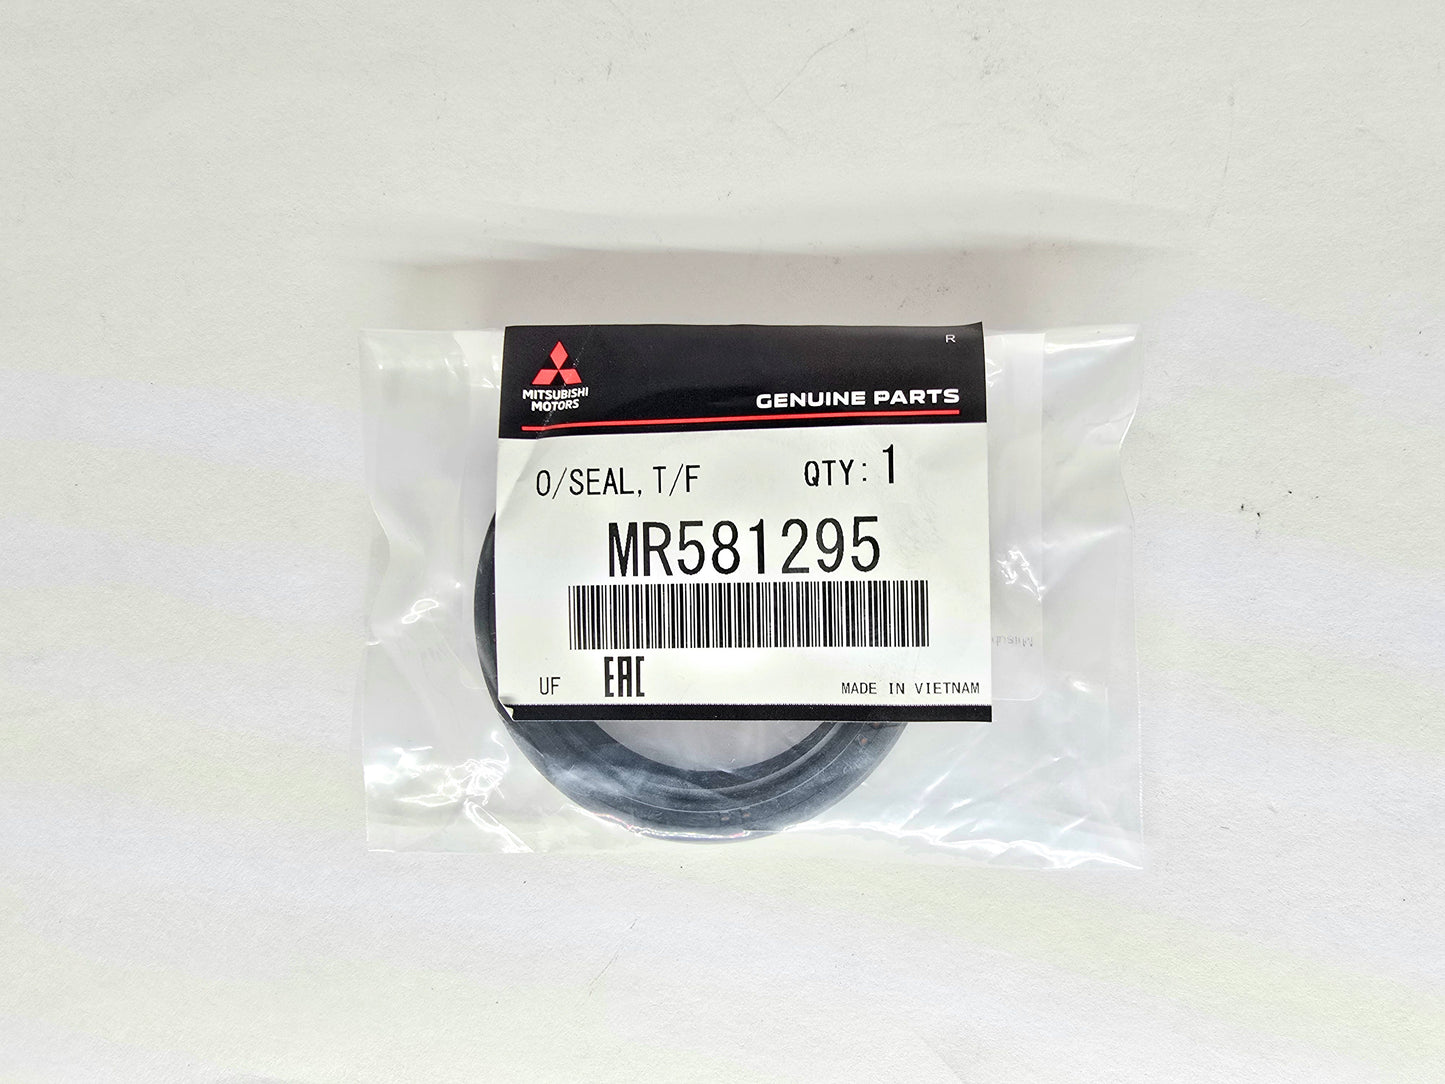 R
MITSUBISHI
MOTORS
GENUINE PARTS
O/SEAL, T/F
QTY: 1
MR581295
UF
EAC
MADE IN VIETNAM